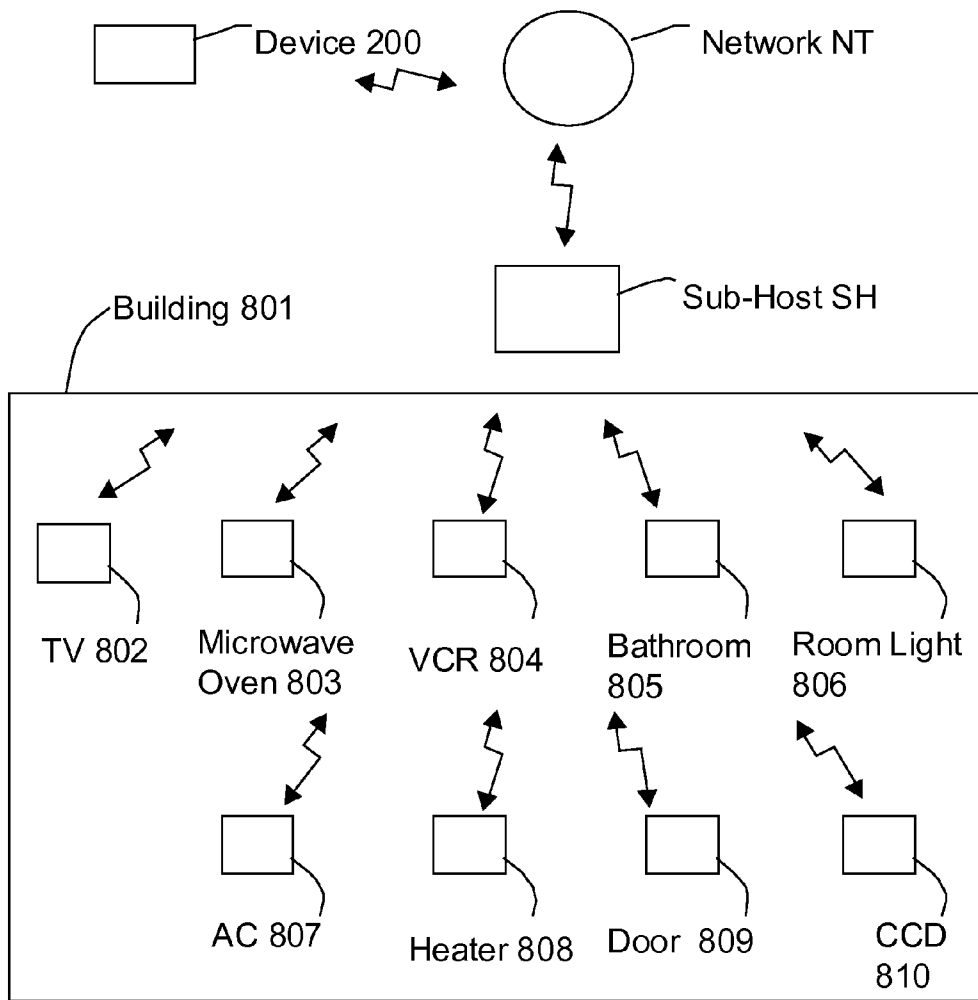 Device 200
Network NT
Sub-Host SH
Building 801
TV 802
Microwave
Oven 803
VCR 804
Bathroom
805
Room Light
806
AC 807
Heater 808
Door 809
CCD
810